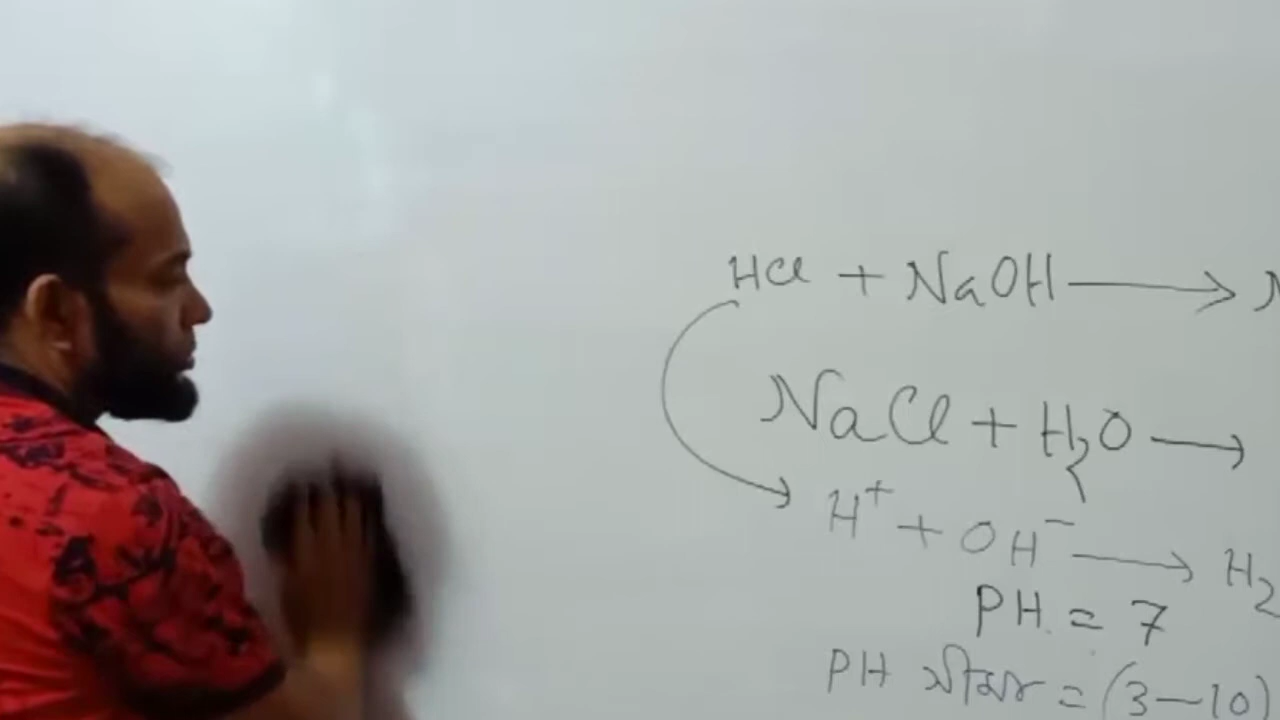 HCl + NaOH → N
NaCl + H₂O →
H⁺ + OH⁻ → H₂
PH = 7
PH সীমার = (3—10)